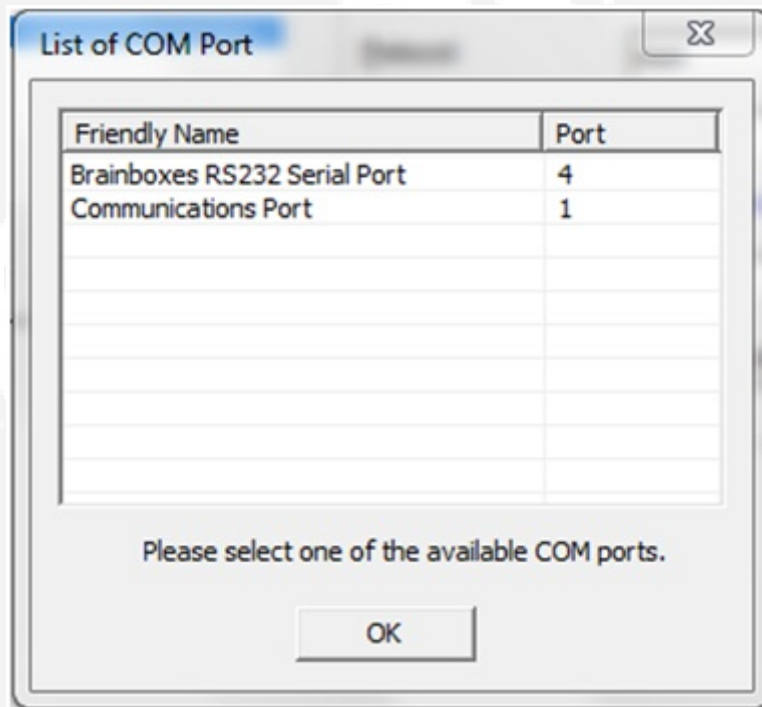 List of COM Port
Friendly Name Port
Brainboxes RS232 Serial Port 4
Communications Port 1
Please select one of the available COM ports.
OK